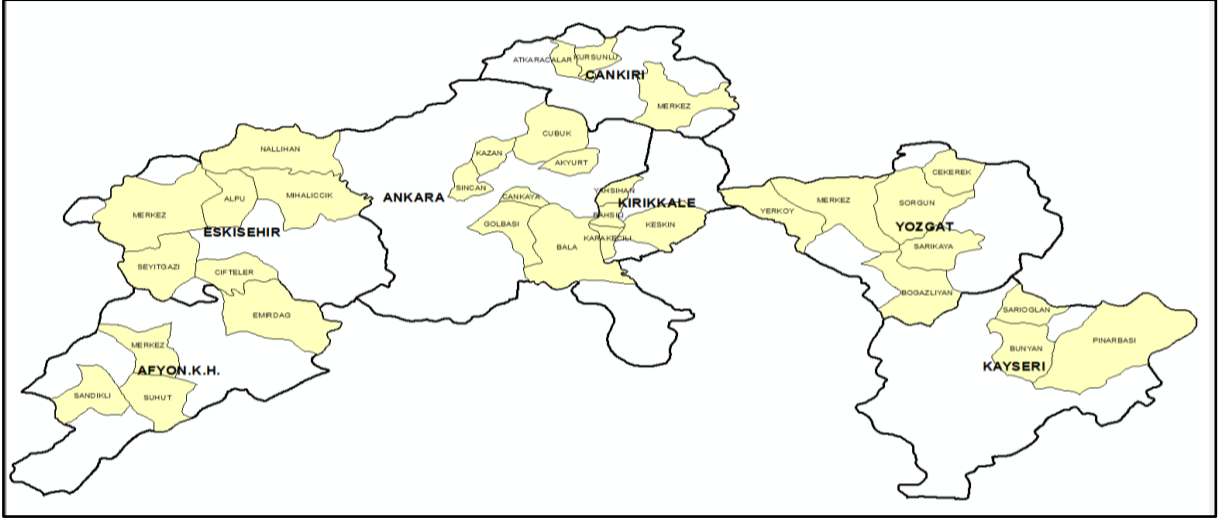 ATKARACALAR
KURSUNLU
CANKIRI
MERKEZ
CUBUK
NALLIHAN
KAZAN
AKYURT
SINCAN
MIHALICCIK
ALPU
ANKARA
CANKAYA
YAHSIHAN
KIRIKKALE
MERKEZ
ESKISEHIR
GOLBASI
BALA
KESKIN
KARAKECILI
SEYITGAZI
CIFTELER
EMIRDAG
MERKEZ
AFYON.K.H.
SANDIKLI
SUHUT
CEKEREK
MERKEZ
SORGUN
YERKOY
YOZGAT
SARIKAYA
BOGAZLIYAN
SARIOGLAN
PINARBASI
BUNYAN
KAYSERI